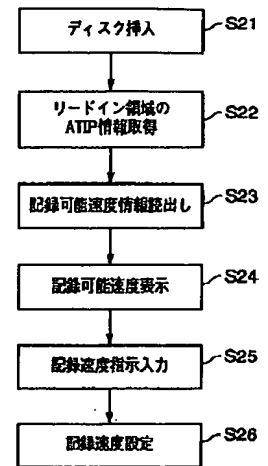 ディスク挿入
S21
リードイン領域の
ATIP情報取得
S22
記録可能速度情報読出し
S23
記録可能速度表示
S24
記録速度指示入力
S25
記録速度設定
S26